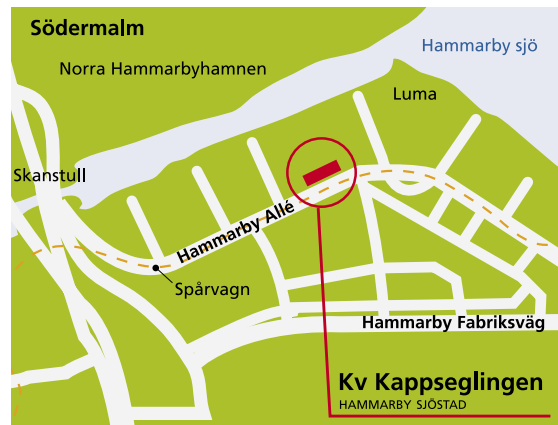 Södermalm
Hammarby sjö
Norra Hammarbyhamnen
Luma
Skanstull
Hammarby Allé
Spårvagn
Hammarby Fabriksväg
Kv Kappseglingen
HAMMARBY SJÖSTAD